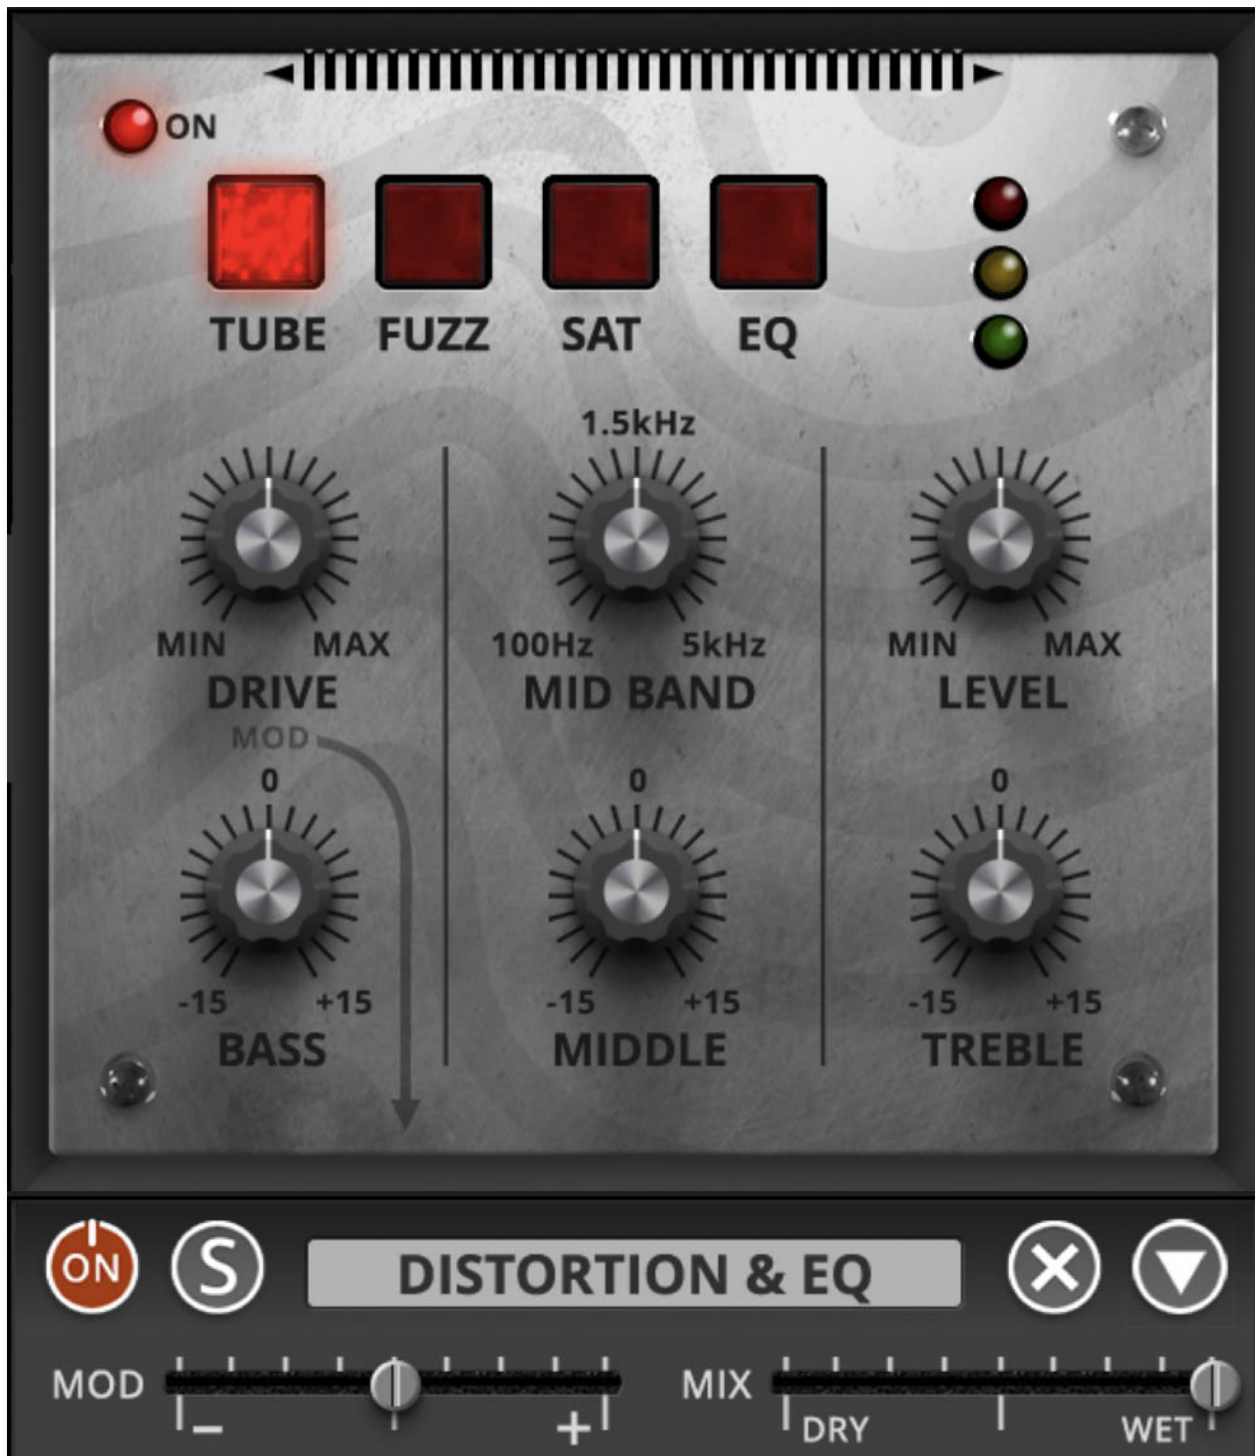 ON
TUBE FUZZ SAT EQ
1.5kHz
MIN MAX 100Hz 5kHz MIN MAX
DRIVE MID BAND LEVEL
MOD
0 0 0
-15 +15 -15 +15 -15 +15
BASS MIDDLE TREBLE
ON S DISTORTION & EQ
MOD MIX
- + DRY WET